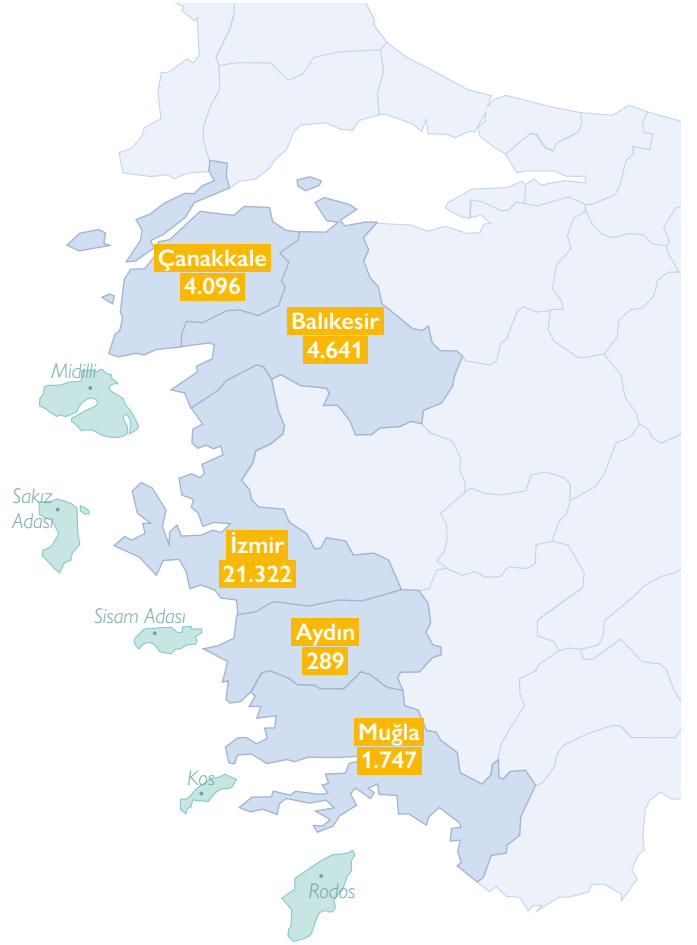 Çanakkale
4.096
Balıkesir
4.641
Midilli
Sakız
Adası
İzmir
21.322
Sisam Adası
Aydın
289
Muğla
1.747
Kos
Rodos